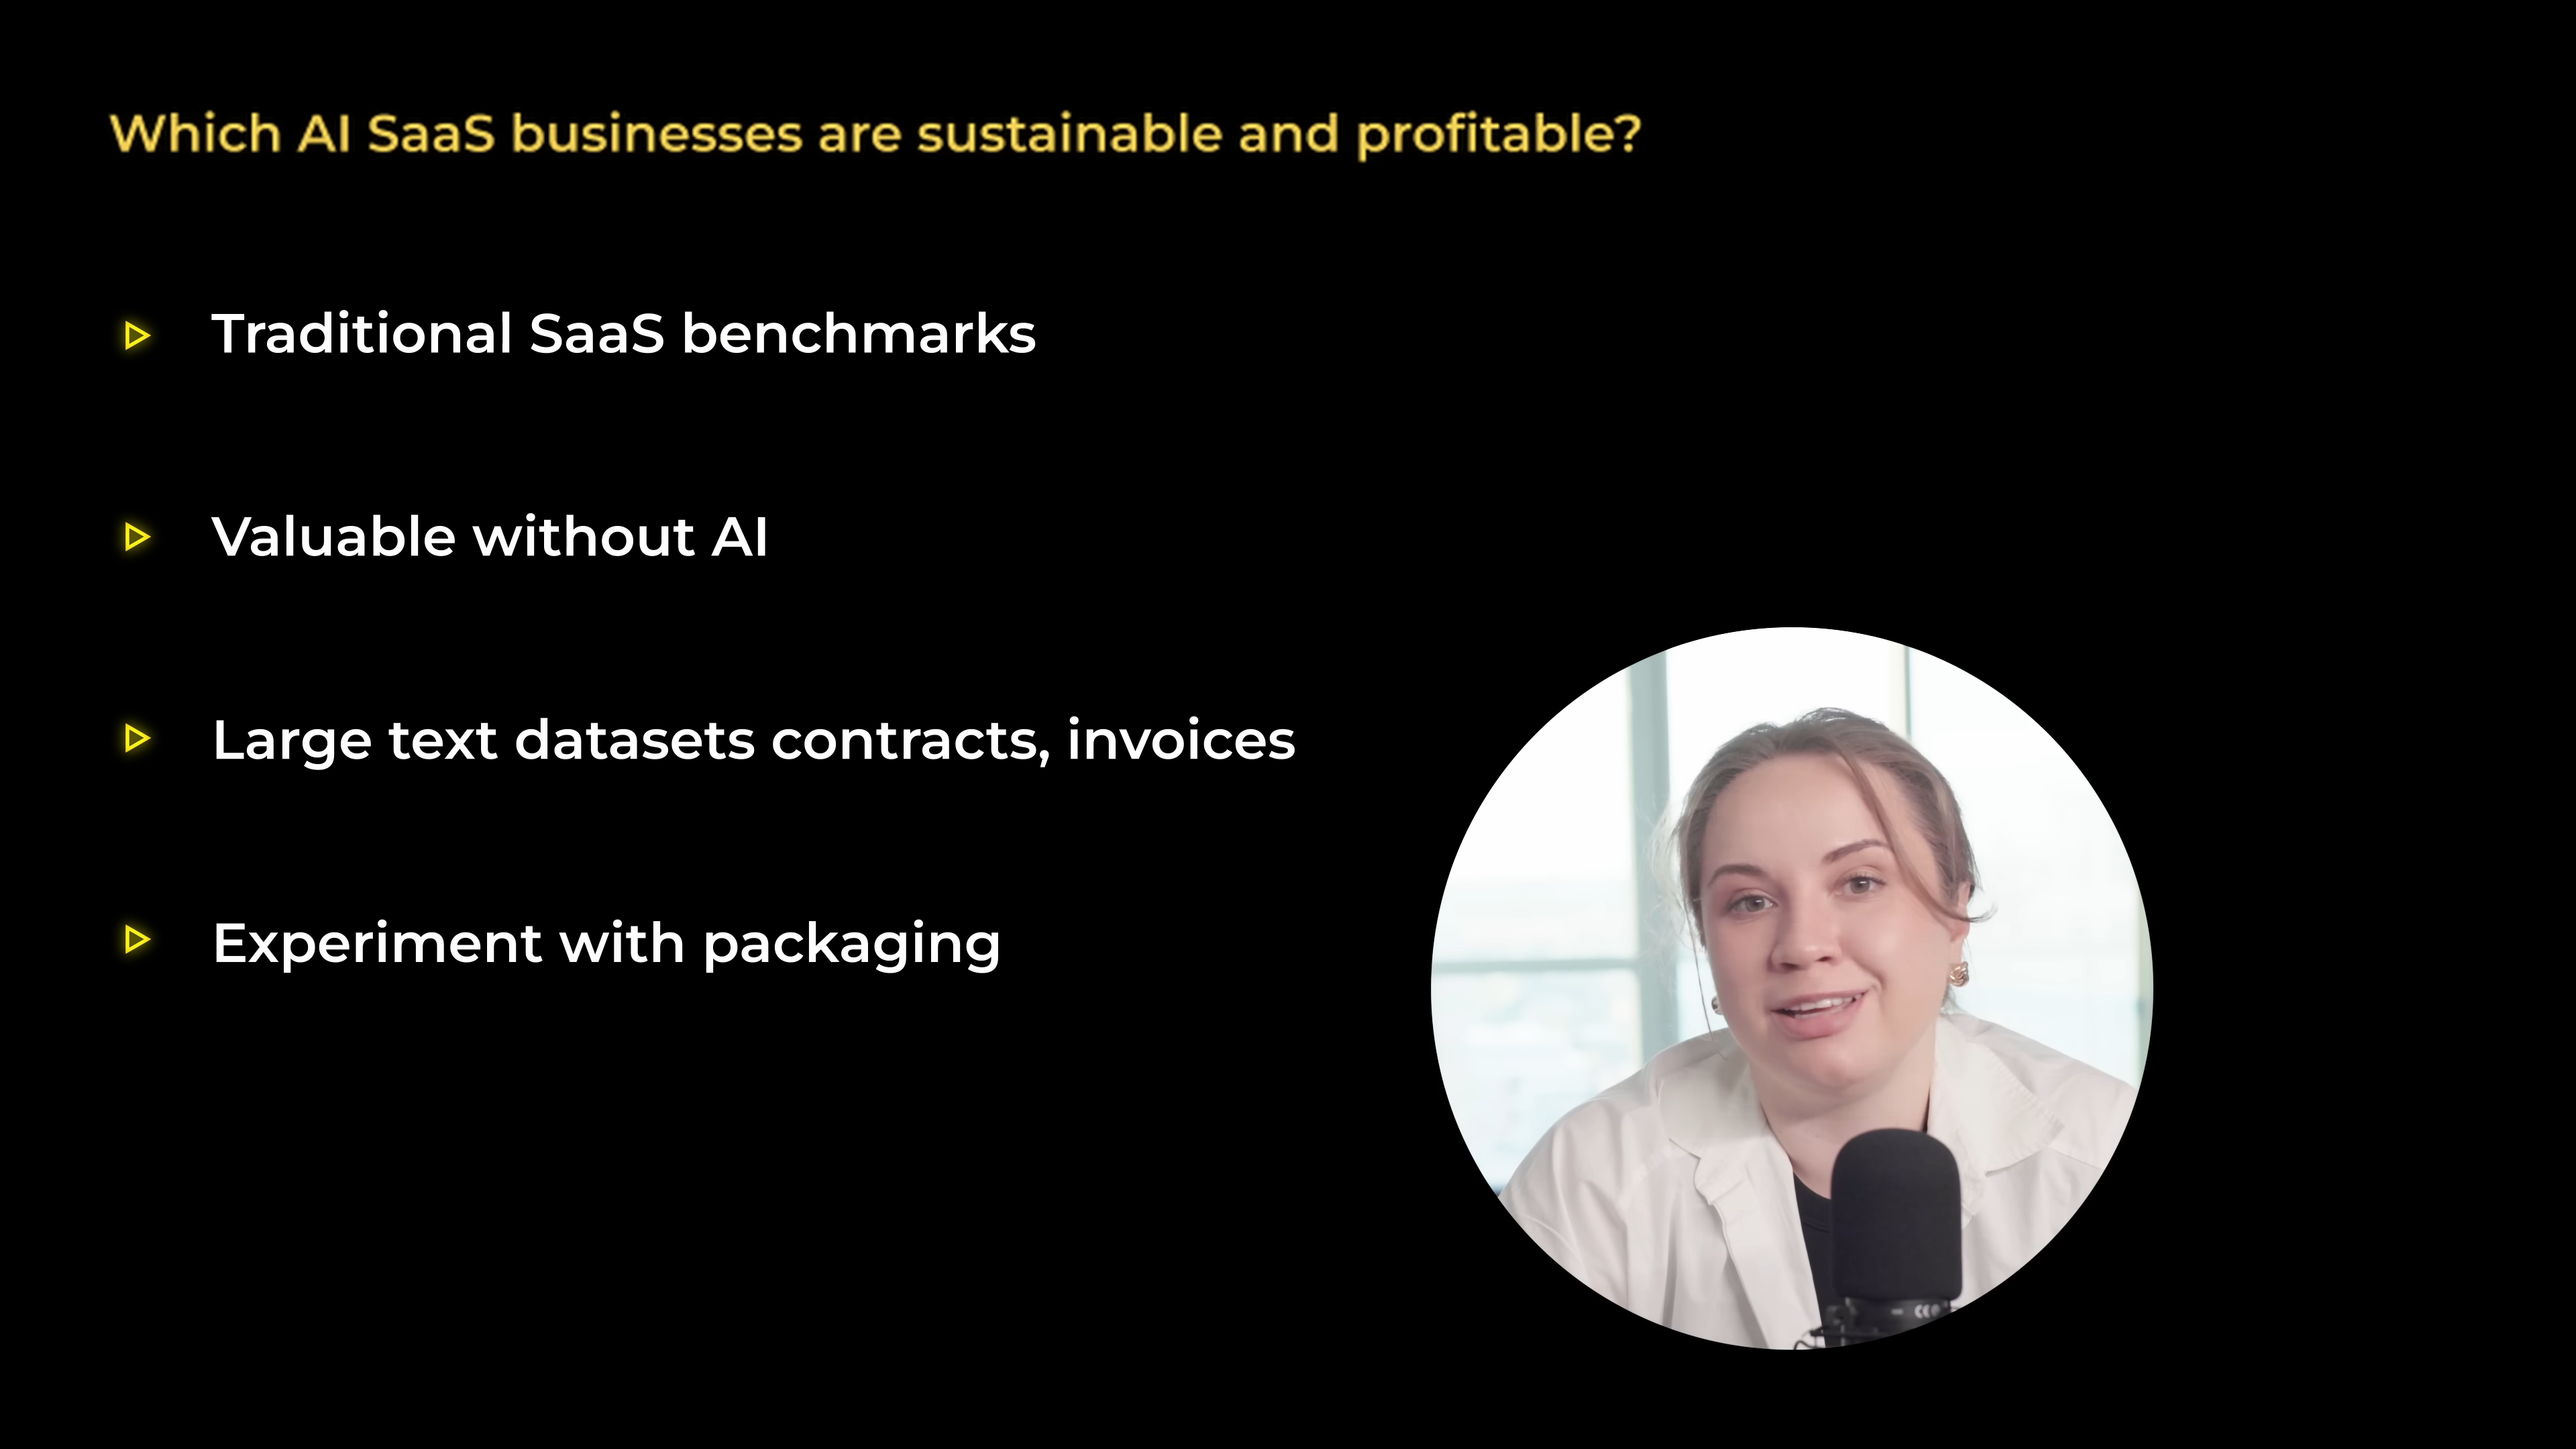 Which AI SaaS businesses are sustainable and profitable?
Traditional SaaS benchmarks
Valuable without AI
Large text datasets contracts, invoices
Experiment with packaging